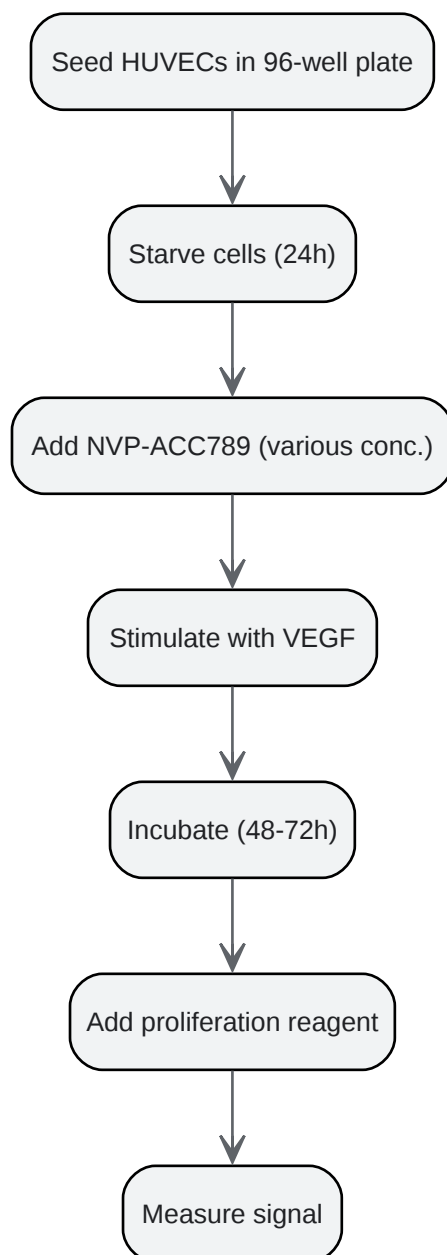 Seed HUVECs in 96-well plate
Starve cells (24h)
Add NVP-ACC789 (various conc.)
Stimulate with VEGF
Incubate (48-72h)
Add proliferation reagent
Measure signal